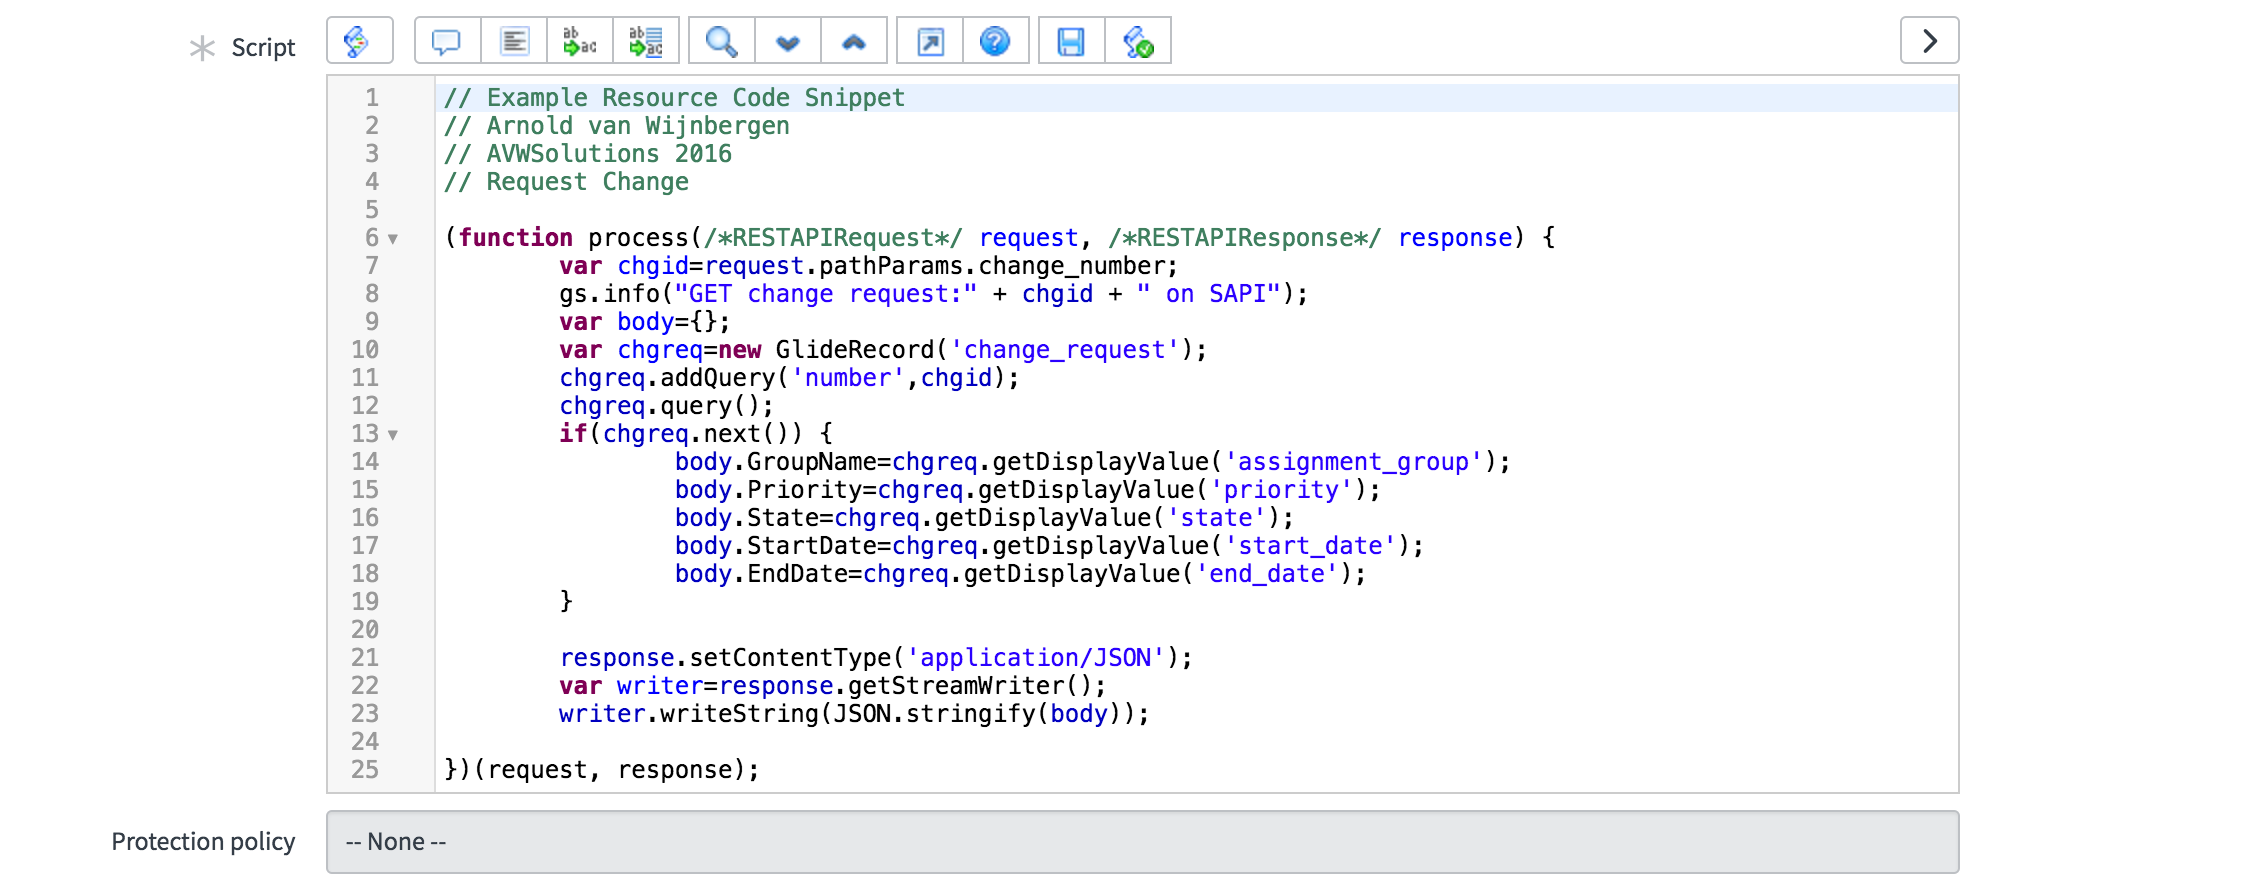 Script
1 // Example Resource Code Snippet
2 // Arnold van Wijnbergen
3 // AVWSolutions 2016
4 // Request Change
5
6 (function process(/*RESTAPIRequest*/ request, /*RESTAPIResponse*/ response) {
7 var chgid=request.pathParams.change_number;
8 gs.info("GET change request:" + chgid + " on SAPI");
9 var body={};
10 var chgreq=new GlideRecord('change_request');
11 chgreq.addQuery('number',chgid);
12 chgreq.query();
13 if(chgreq.next()) {
14 body.GroupName=chgreq.getDisplayValue('assignment_group');
15 body.Priority=chgreq.getDisplayValue('priority');
16 body.State=chgreq.getDisplayValue('state');
17 body.StartDate=chgreq.getDisplayValue('start_date');
18 body.EndDate=chgreq.getDisplayValue('end_date');
19 }
20
21 response.setContentType('application/JSON');
22 var writer=response.getStreamWriter();
23 writer.writeString(JSON.stringify(body));
24
25 })(request, response);
Protection policy
-- None --